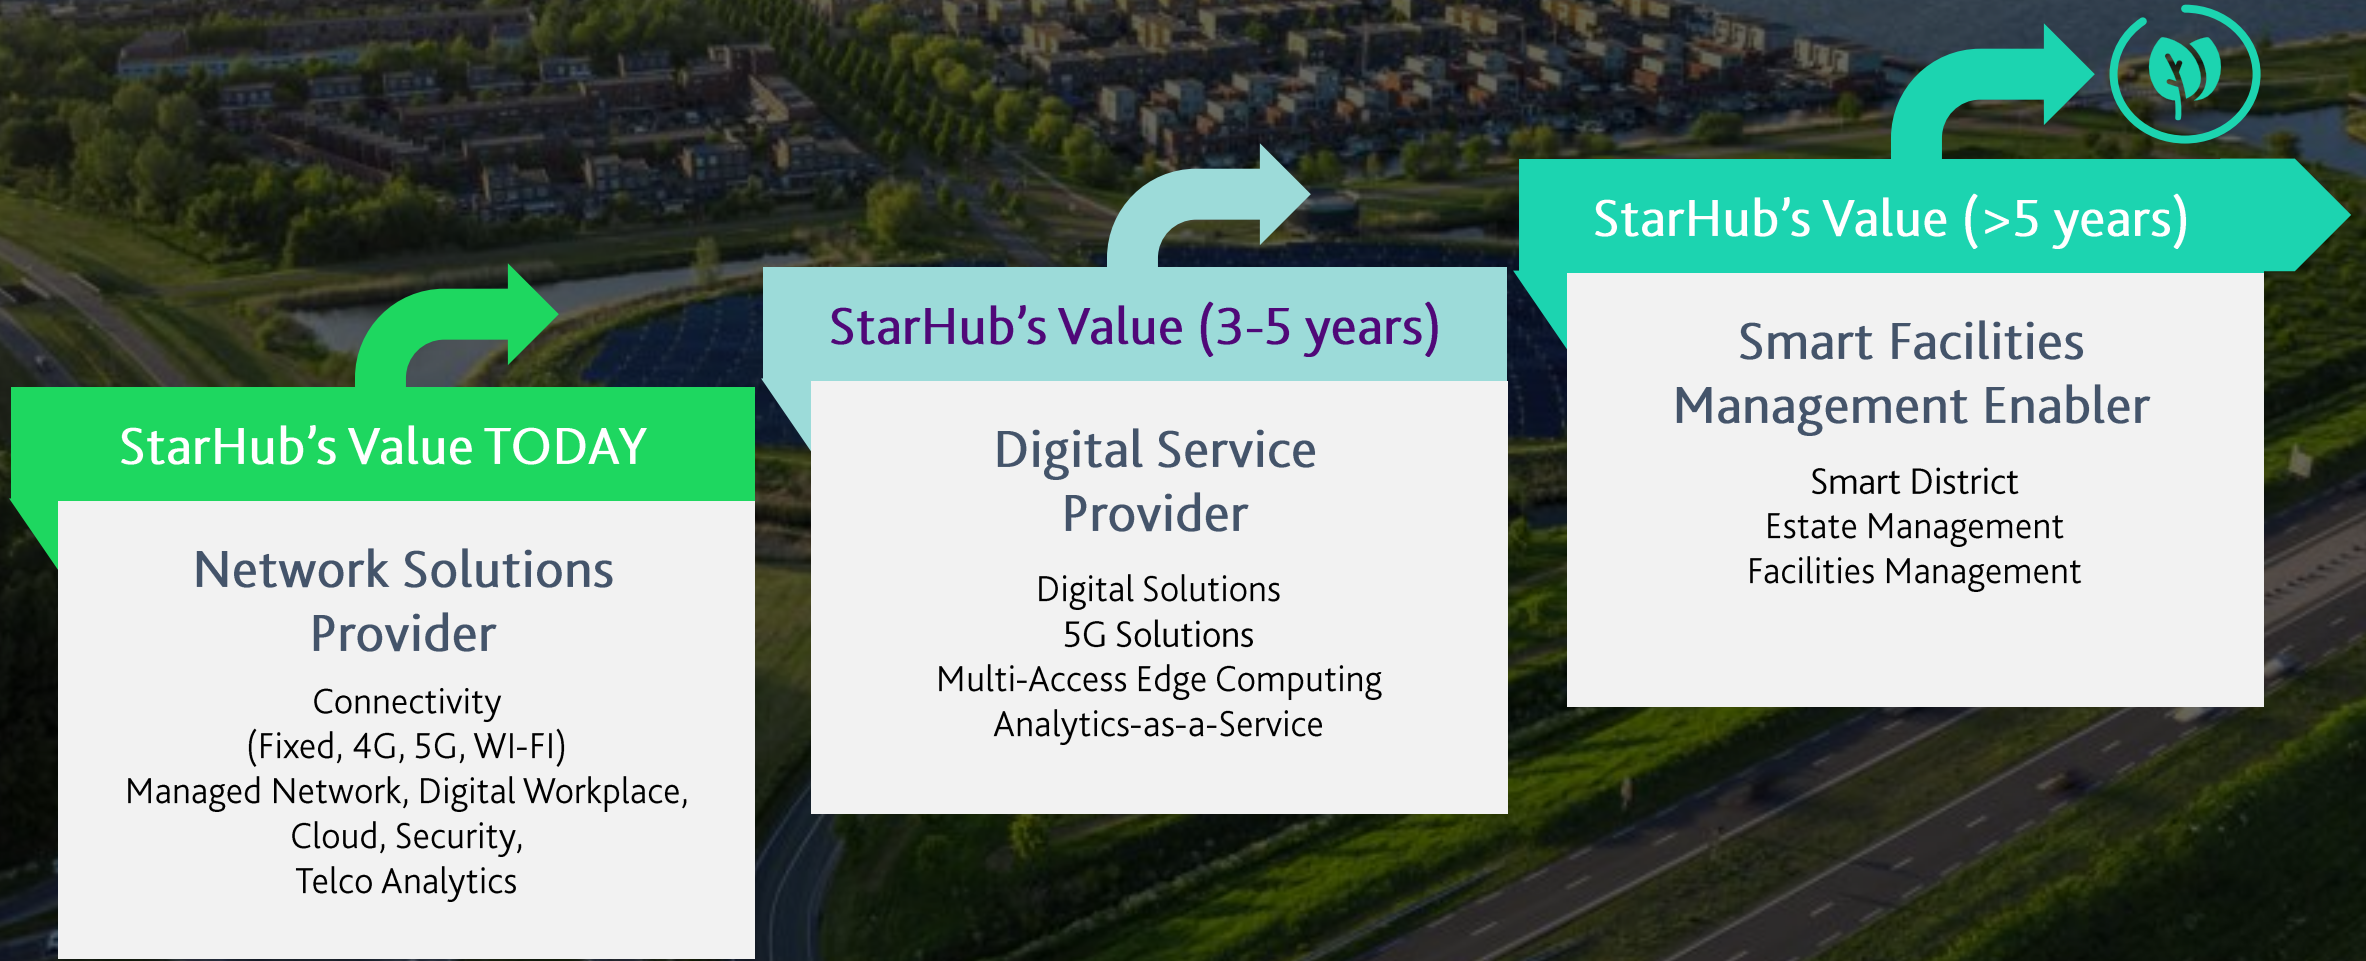 StarHub’s Value TODAY
Network Solutions
Provider
Connectivity
(Fixed, 4G, 5G, WI-FI)
Managed Network, Digital Workplace,
Cloud, Security,
Telco Analytics
StarHub’s Value (3-5 years)
Digital Service
Provider
Digital Solutions
5G Solutions
Multi-Access Edge Computing
Analytics-as-a-Service
StarHub’s Value (>5 years)
Smart Facilities
Management Enabler
Smart District
Estate Management
Facilities Management